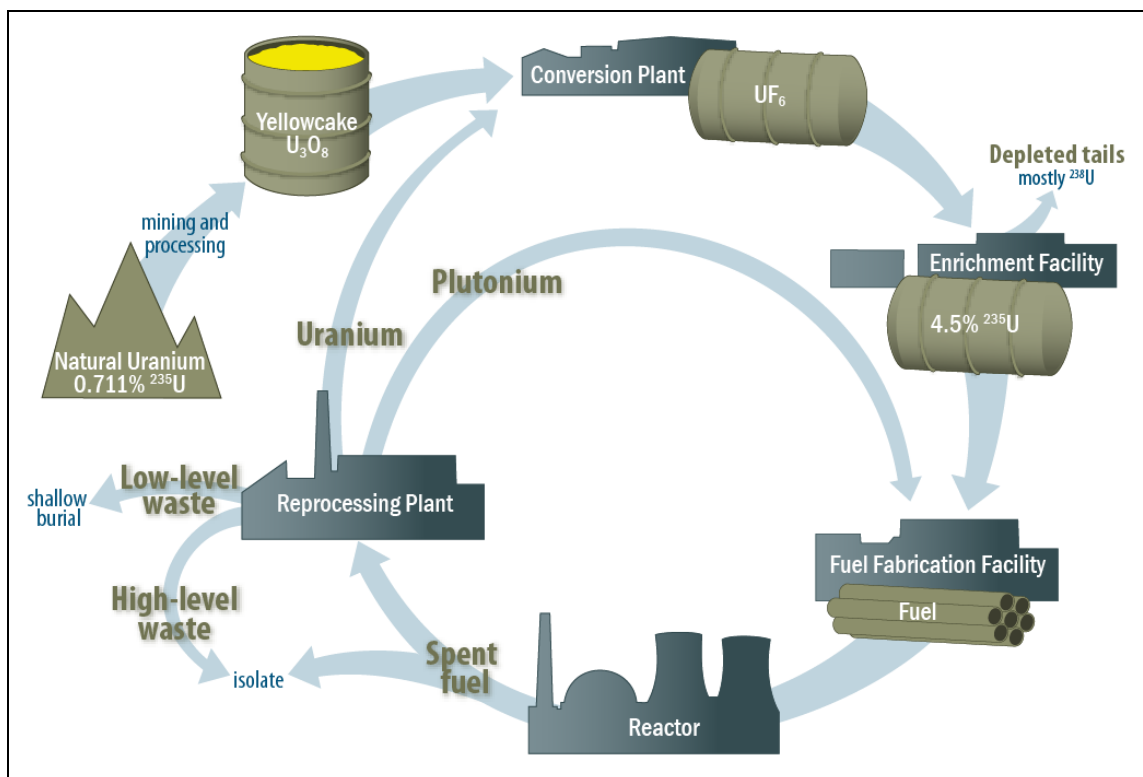 Conversion Plant
UF₆
Yellowcake
U₃O₈
Depleted tails
mostly ²³⁸U
mining and
processing
Enrichment Facility
4.5% ²³⁵U
Plutonium
Uranium
Natural Uranium
0.711% ²³⁵U
Low-level
waste
shallow
burial
Reprocessing Plant
Fuel Fabrication Facility
Fuel
High-level
waste
Spent
fuel
isolate
Reactor